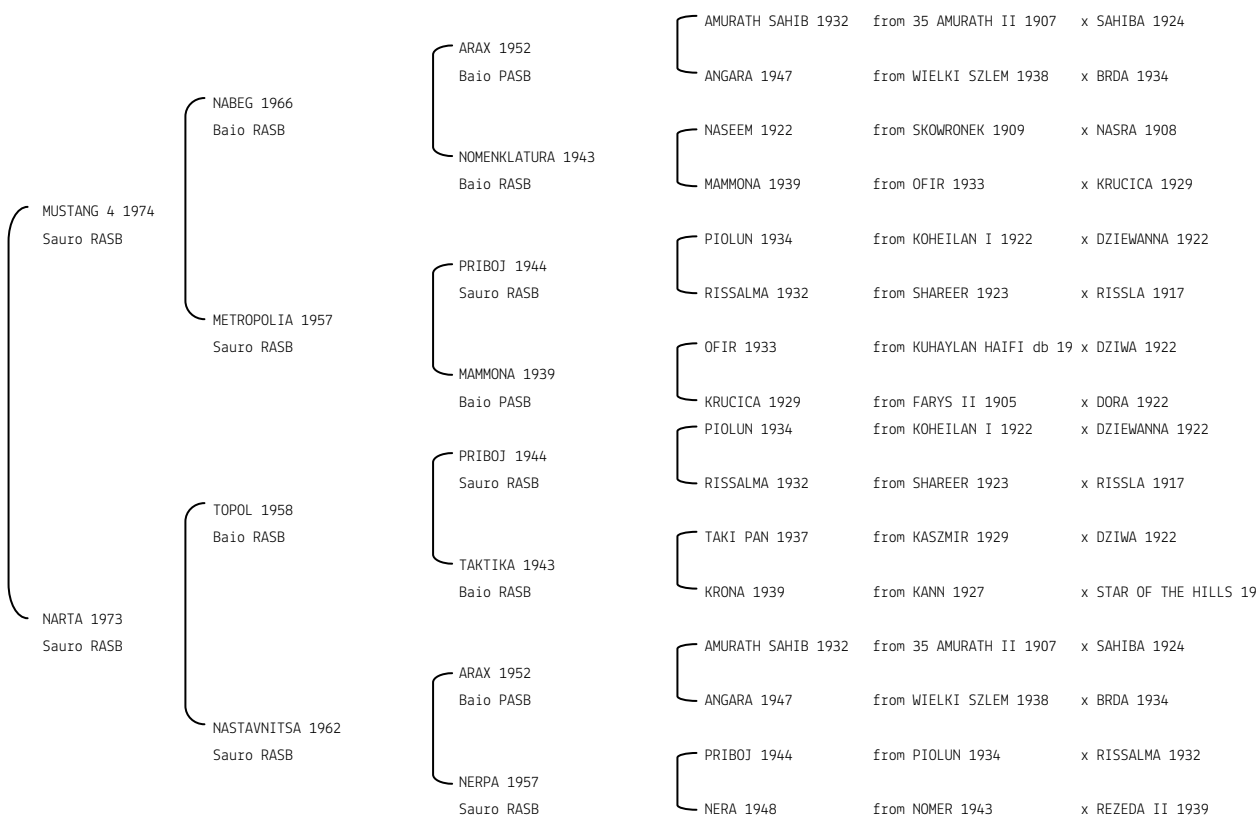 AMURATH SAHIB 1932 from 35 AMURATH II 1907 x SAHIBA 1924
ARAX 1952
Baio PASB
ANGARA 1947 from WIELKI SZLEM 1938 x BRDA 1934
NABEG 1966
Baio RASB
NASEEM 1922 from SKOWRONEK 1909 x NASRA 1908
NOMENKLATURA 1943
Baio RASB
MAMMONA 1939 from OFIR 1933 x KRUCICA 1929
MUSTANG 4 1974
Sauro RASB
PIOLUN 1934 from KOHEILAN I 1922 x DZIEWANNA 1922
PRIBOJ 1944
Sauro RASB
RISSALMA 1932 from SHAREER 1923 x RISSLA 1917
METROPOLIA 1957
Sauro RASB
OFIR 1933 from KUHAYLAN HAIFI db 19 x DZIWA 1922
MAMMONA 1939
Baio PASB
KRUCICA 1929 from FARYS II 1905 x DORA 1922
PIOLUN 1934 from KOHEILAN I 1922 x DZIEWANNA 1922
PRIBOJ 1944
Sauro RASB
RISSALMA 1932 from SHAREER 1923 x RISSLA 1917
TOPOL 1958
Baio RASB
TAKI PAN 1937 from KASZMIR 1929 x DZIWA 1922
TAKTIKA 1943
Baio RASB
KRONA 1939 from KANN 1927 x STAR OF THE HILLS 19
NARTA 1973
Sauro RASB
AMURATH SAHIB 1932 from 35 AMURATH II 1907 x SAHIBA 1924
ARAX 1952
Baio PASB
ANGARA 1947 from WIELKI SZLEM 1938 x BRDA 1934
NASTAVNITSA 1962
Sauro RASB
PRIBOJ 1944 from PIOLUN 1934 x RISSALMA 1932
NERPA 1957
Sauro RASB
NERA 1948 from NOMER 1943 x REZEDA II 1939